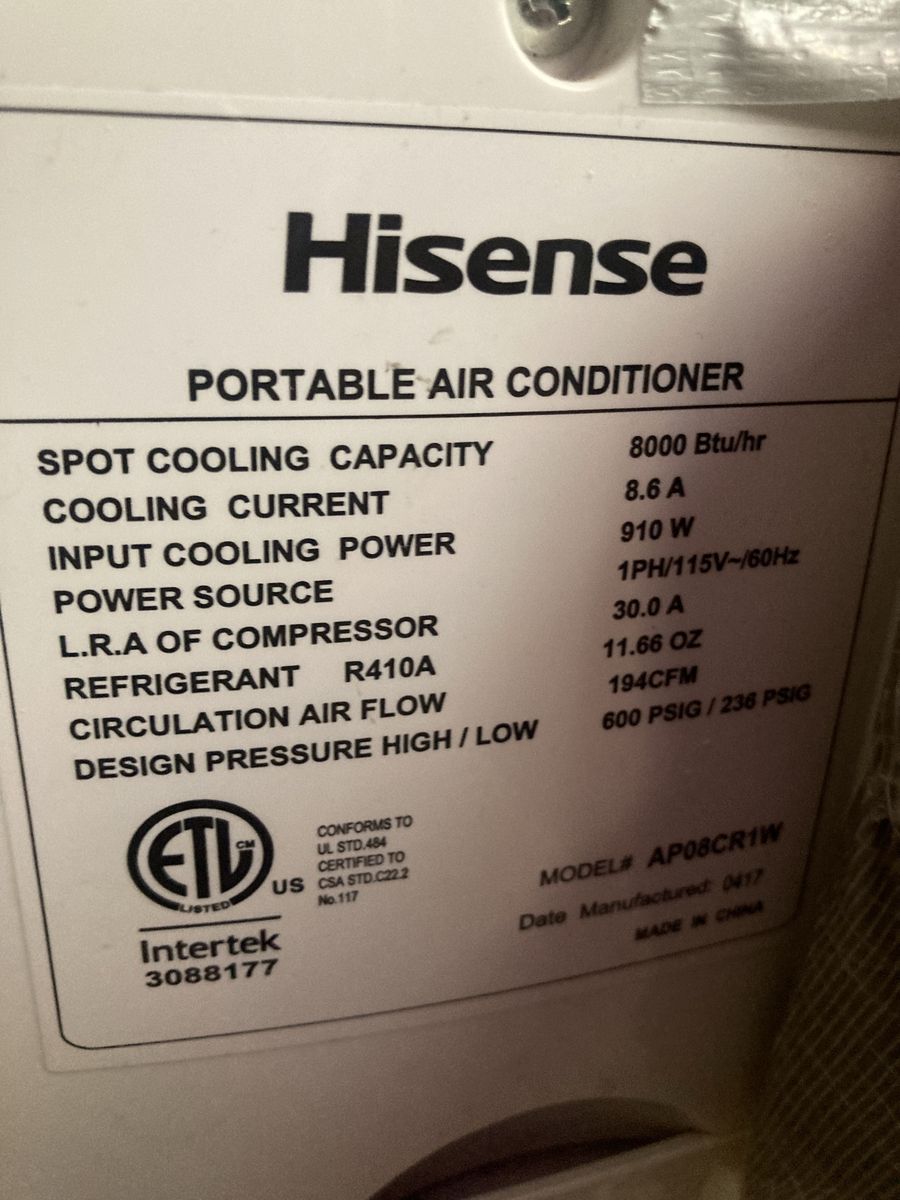 Hisense
PORTABLE AIR CONDITIONER
SPOT COOLING CAPACITY 8000 Btu/hr
COOLING CURRENT 8.6 A
INPUT COOLING POWER 910 W
POWER SOURCE 1PH/115V~/60Hz
L.R.A OF COMPRESSOR 30.0 A
REFRIGERANT R410A 11.66 OZ
CIRCULATION AIR FLOW 194CFM
DESIGN PRESSURE HIGH / LOW 600 PSIG / 236 PSIG
ETL CM
LISTED
US
CONFORMS TO
UL STD.484
CERTIFIED TO
CSA STD.C22.2
No.117
Intertek
3088177
MODEL# AP08CR1W
Date Manufactured: 0417
MADE IN CHINA